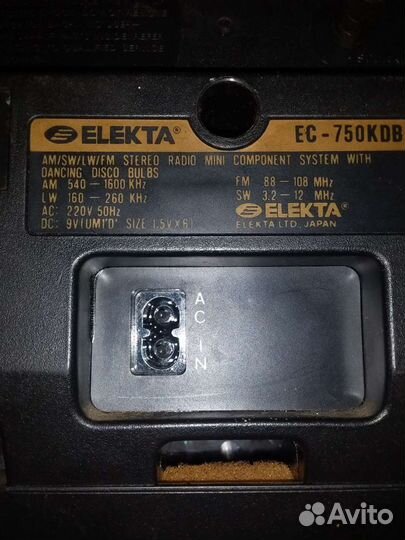 ELEKTA® EC-750KDB
AM/SW/LW/FM STEREO RADIO MINI COMPONENT SYSTEM WITH
DANCING DISCO BULBS
AM 540 – 1600 KHz FM 88 – 108 MHz
LW 160 – 260 KHz SW 3.2 – 12 MHz
AC: 220V 50Hz ELEKTA®
DC: 9V (UM1'D' SIZE 1.5V X 6) ELEKTA LTD., JAPAN
AC IN
Avito